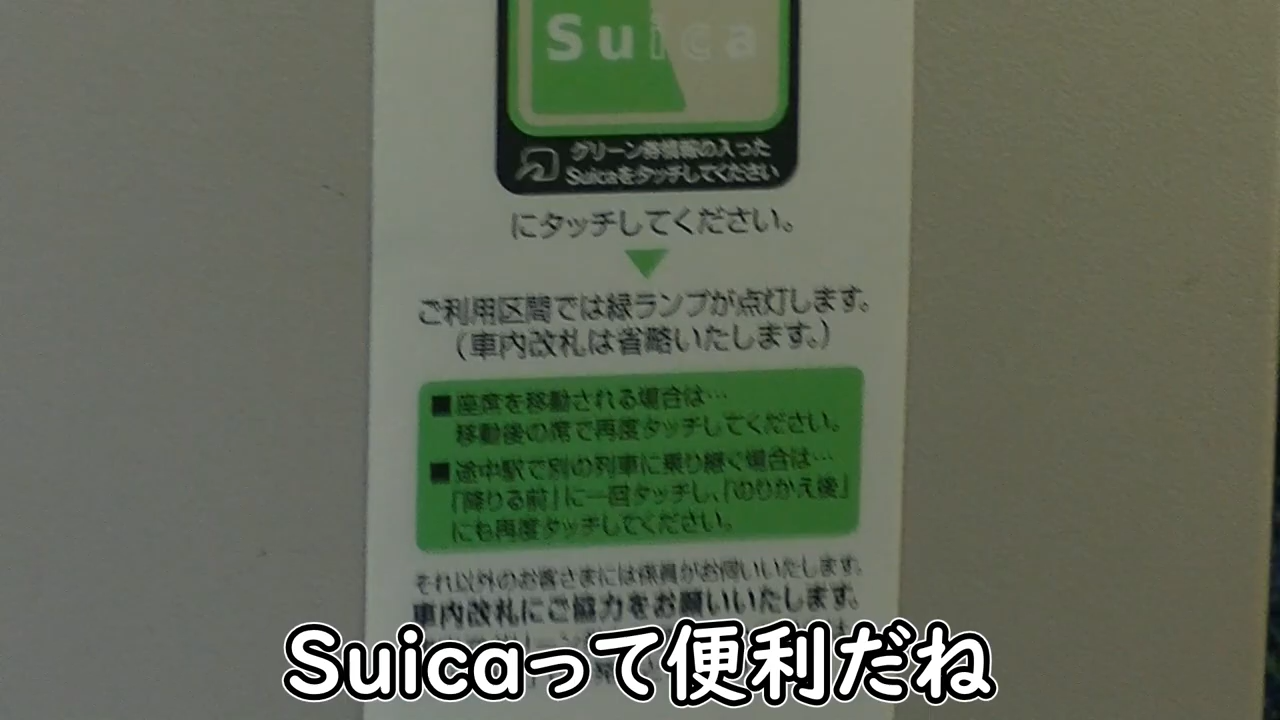 Suica
グリーン券情報の入った
Suicaをタッチしてください
にタッチしてください。
ご利用区間では緑ランプが点灯します。
(車内改札は省略いたします。)
■座席を移動される場合は…
移動後の席で再度タッチしてください。
■途中駅で別の列車に乗り継ぐ場合は…
「降りる前」に一回タッチし、「のりかえ後」
にも再度タッチしてください。
それ以外のお客さまには係員がお伺いいたします。
車内改札にご協力をお願いいたします。
Suicaって便利だね